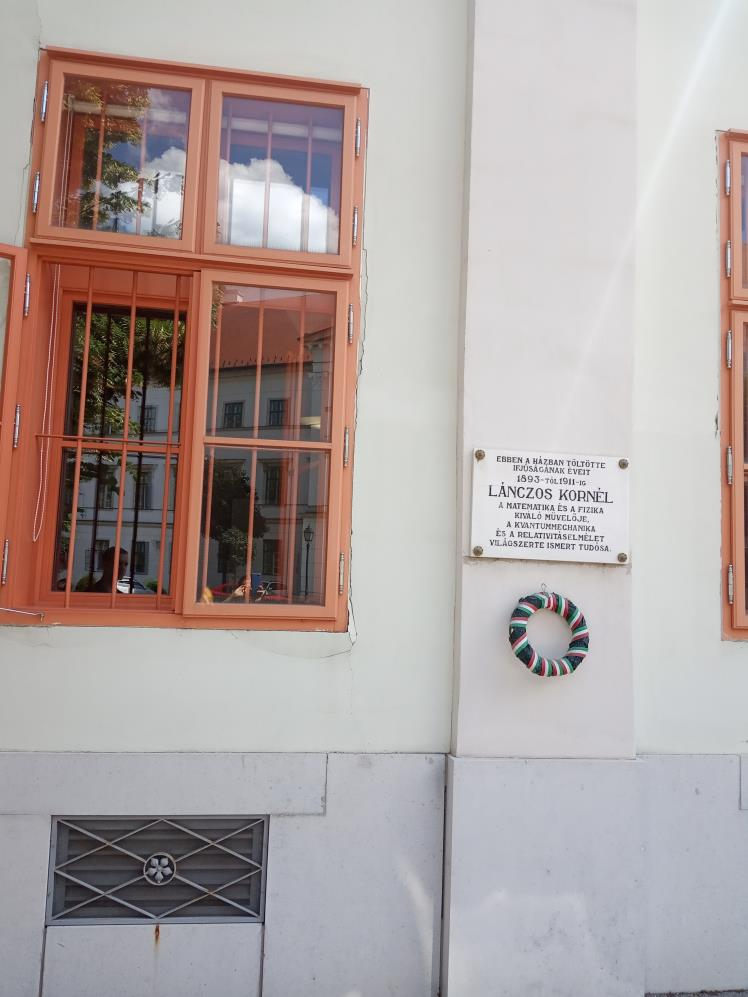 EBBEN A HÁZBAN TÖLTÖTTE
IFJÚSÁGÁNAK ÉVEIT
1893-TÓL 1911-IG
LÁNCZOS KORNÉL
A MATEMATIKA ÉS A FIZIKA
KIVÁLÓ MŰVELŐJE,
A KVANTUMMECHANIKA
ÉS A RELATIVITÁSELMÉLET
VILÁGSZERTE ISMERT TUDÓSA.